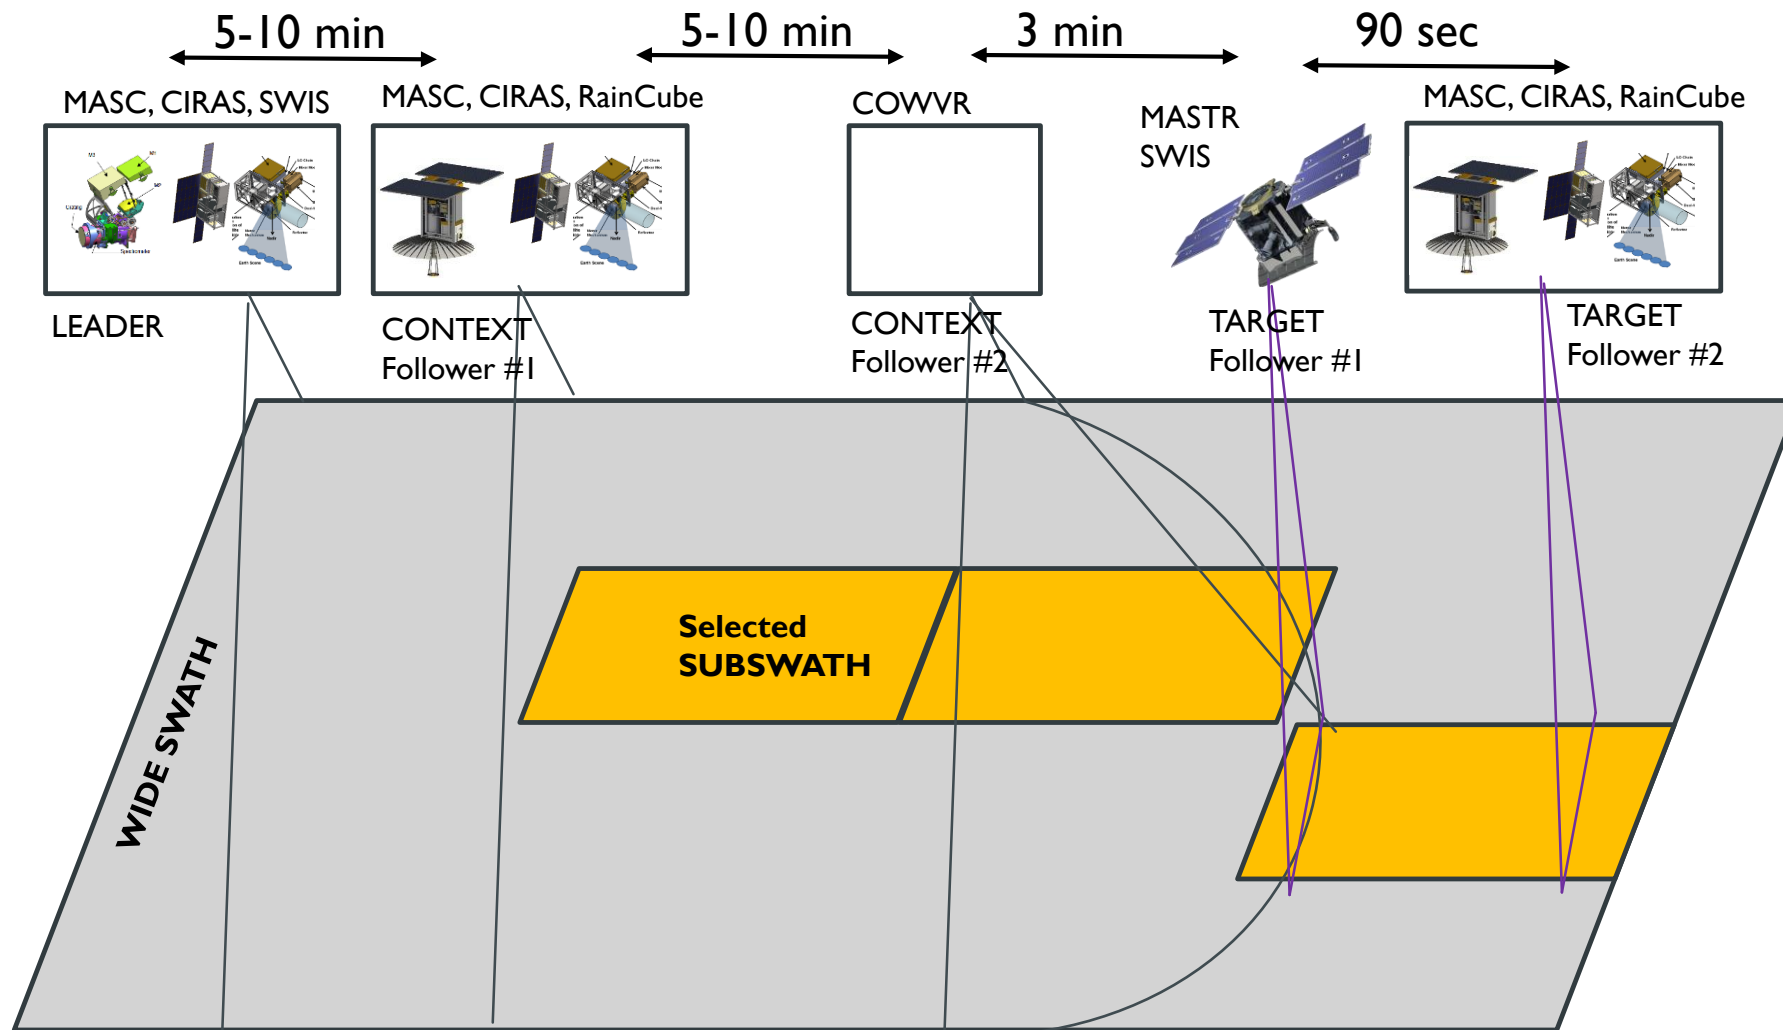 5-10 min
5-10 min
3 min
90 sec
MASC, CIRAS, SWIS
MASC, CIRAS, RainCube
COWVR
MASTR
SWIS
MASC, CIRAS, RainCube
LEADER
CONTEXT
Follower #1
CONTEXT
Follower #2
TARGET
Follower #1
TARGET
Follower #2
WIDE SWATH
Selected
SUBSWATH